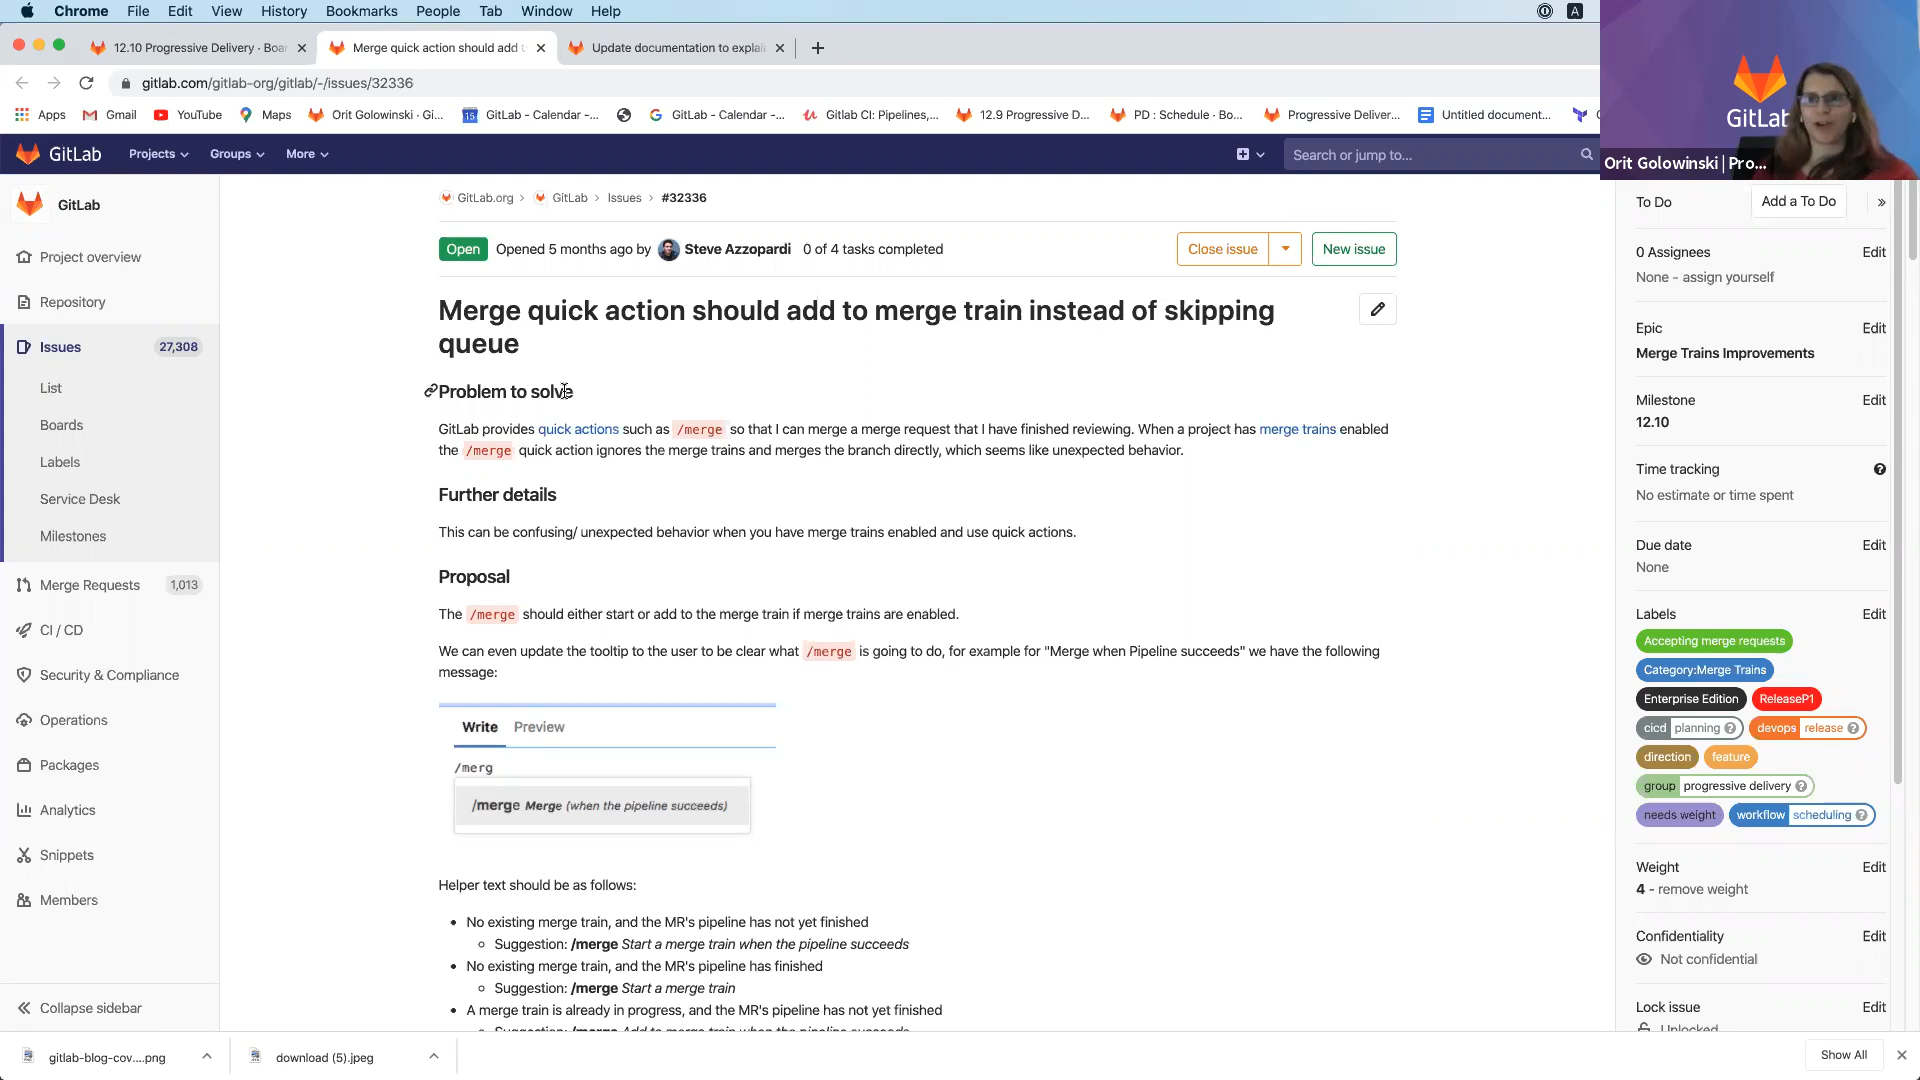 Chrome File Edit View History Bookmarks People Tab Window Help
12.10 Progressive Delivery · Boa
Merge quick action should add t
Update documentation to explai
gitlab.com/gitlab-org/gitlab/-/issues/32336
Apps Gmail YouTube Maps Orit Golowinski · Gi... GitLab - Calendar -... GitLab - Calendar -... Gitlab CI: Pipelines,... 12.9 Progressive D... PD : Schedule · Bo... Progressive Deliver... Untitled document...
GitLab Projects Groups More Search or jump to...
GitLab
Orit Golowinski | Pro...
GitLab
Project overview
Repository
Issues 27,308
List
Boards
Labels
Service Desk
Milestones
Merge Requests 1,013
CI / CD
Security & Compliance
Operations
Packages
Analytics
Snippets
Members
Collapse sidebar
GitLab.org > GitLab > Issues > #32336
Open Opened 5 months ago by Steve Azzopardi 0 of 4 tasks completed
Close issue New issue
Merge quick action should add to merge train instead of skipping
queue
Problem to solve
GitLab provides quick actions such as /merge so that I can merge a merge request that I have finished reviewing. When a project has merge trains enabled
the /merge quick action ignores the merge trains and merges the branch directly, which seems like unexpected behavior.
Further details
This can be confusing/ unexpected behavior when you have merge trains enabled and use quick actions.
Proposal
The /merge should either start or add to the merge train if merge trains are enabled.
We can even update the tooltip to the user to be clear what /merge is going to do, for example for "Merge when Pipeline succeeds" we have the following
message:
Write Preview
/merg
/merge Merge (when the pipeline succeeds)
Helper text should be as follows:
• No existing merge train, and the MR's pipeline has not yet finished
Suggestion: /merge Start a merge train when the pipeline succeeds
• No existing merge train, and the MR's pipeline has finished
Suggestion: /merge Start a merge train
• A merge train is already in progress, and the MR's pipeline has not yet finished
Suggestion: /merge Add to merge train when the pipeline succeeds
To Do Add a To Do
0 Assignees Edit
None - assign yourself
Epic Edit
Merge Trains Improvements
Milestone Edit
12.10
Time tracking
No estimate or time spent
Due date Edit
None
Labels Edit
Accepting merge requests
Category:Merge Trains
Enterprise Edition ReleaseP1
cicd planning devops release
direction feature
group progressive delivery
needs weight workflow scheduling
Weight Edit
4 - remove weight
Confidentiality Edit
Not confidential
Lock issue Edit
Unlocked
gitlab-blog-cov....png
download (5).jpeg
Show All